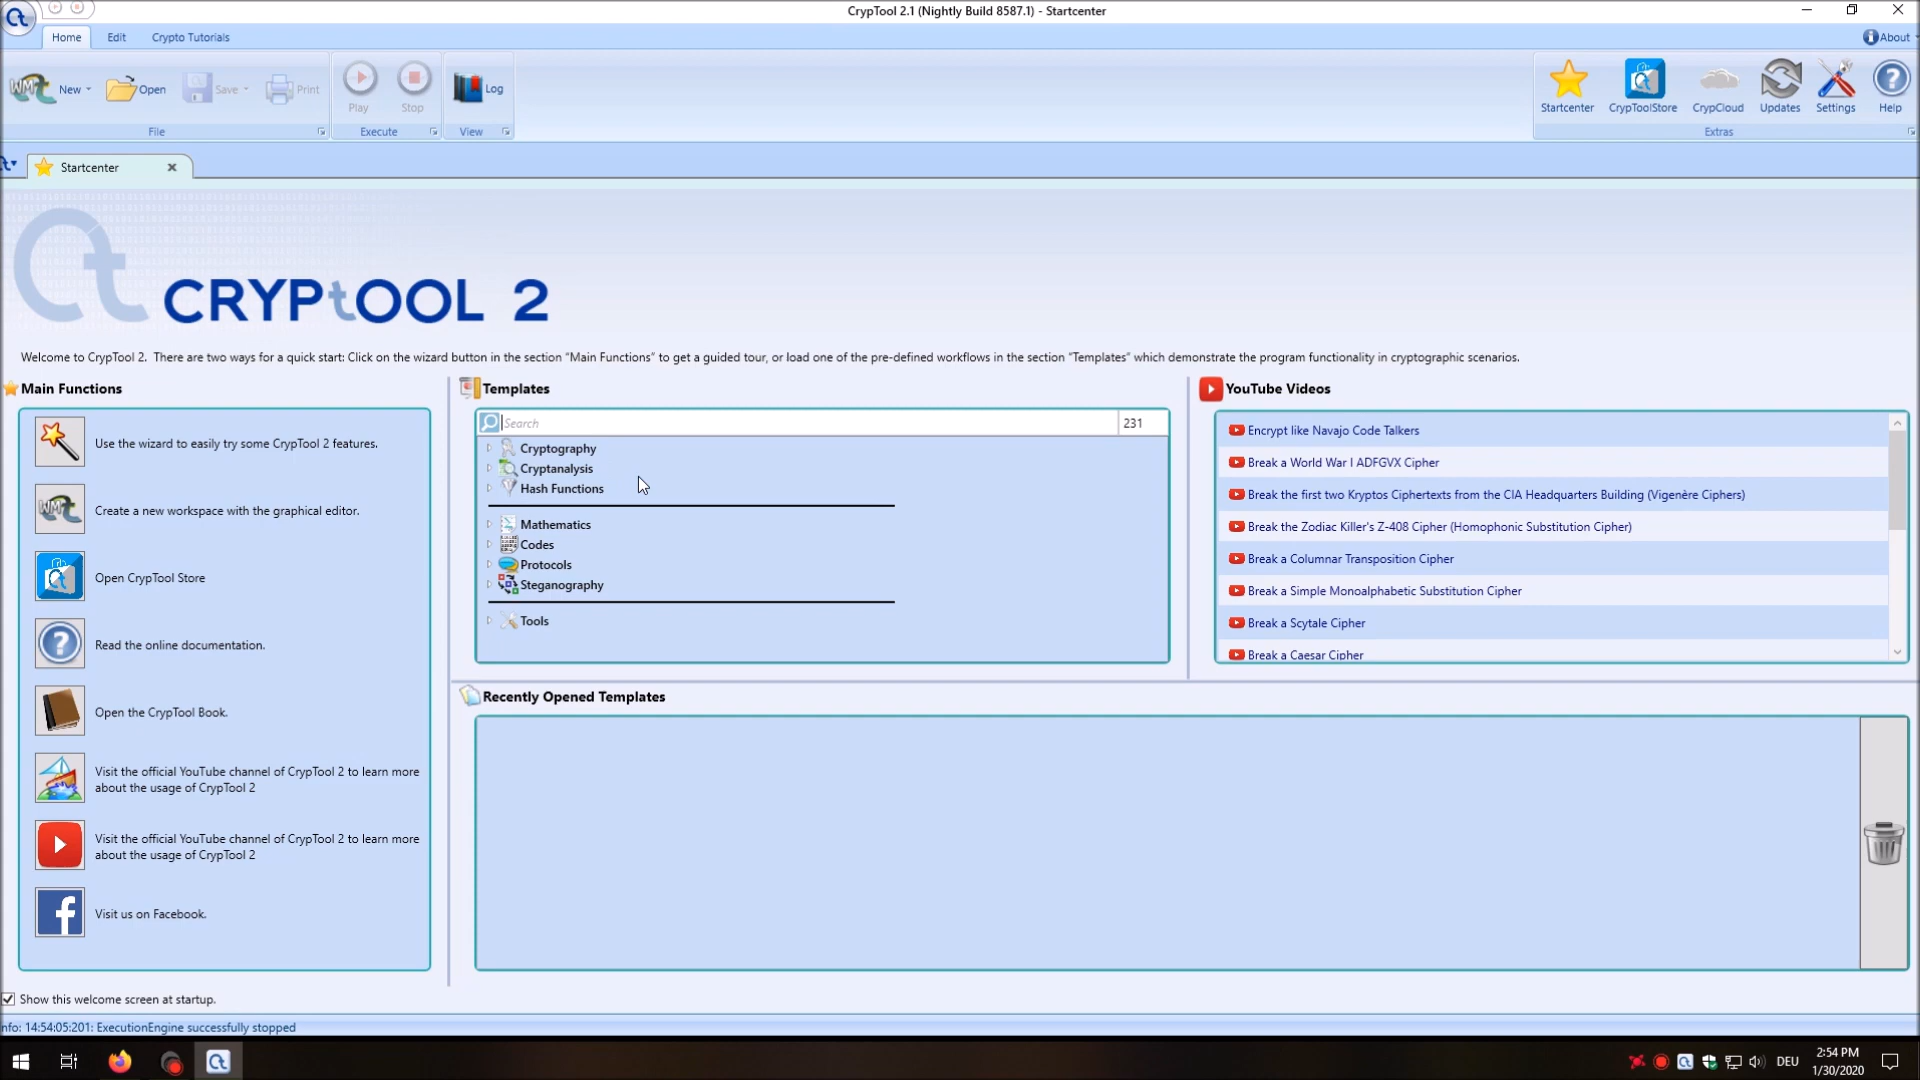 CrypTool 2.1 (Nightly Build 8587.1) - Startcenter
Home
Edit
Crypto Tutorials
About
New
Open
Save
Print
Play
Stop
Log
File
Execute
View
Startcenter
CrypToolStore
CrypCloud
Updates
Settings
Help
Extras
Startcenter
CRYPtOOL 2
Welcome to CrypTool 2. There are two ways for a quick start: Click on the wizard button in the section "Main Functions" to get a guided tour, or load one of the pre-defined workflows in the section "Templates" which demonstrate the program functionality in cryptographic scenarios.
Main Functions
Use the wizard to easily try some CrypTool 2 features.
Create a new workspace with the graphical editor.
Open CrypTool Store
Read the online documentation.
Open the CrypTool Book.
Visit the official YouTube channel of CrypTool 2 to learn more
about the usage of CrypTool 2
Visit the official YouTube channel of CrypTool 2 to learn more
about the usage of CrypTool 2
Visit us on Facebook.
Templates
Search
231
Cryptography
Cryptanalysis
Hash Functions
Mathematics
Codes
Protocols
Steganography
Tools
YouTube Videos
Encrypt like Navajo Code Talkers
Break a World War I ADFGVX Cipher
Break the first two Kryptos Ciphertexts from the CIA Headquarters Building (Vigenère Ciphers)
Break the Zodiac Killer's Z-408 Cipher (Homophonic Substitution Cipher)
Break a Columnar Transposition Cipher
Break a Simple Monoalphabetic Substitution Cipher
Break a Scytale Cipher
Break a Caesar Cipher
Recently Opened Templates
Show this welcome screen at startup.
nfo: 14:54:05:201: ExecutionEngine successfully stopped
DEU
2:54 PM
1/30/2020